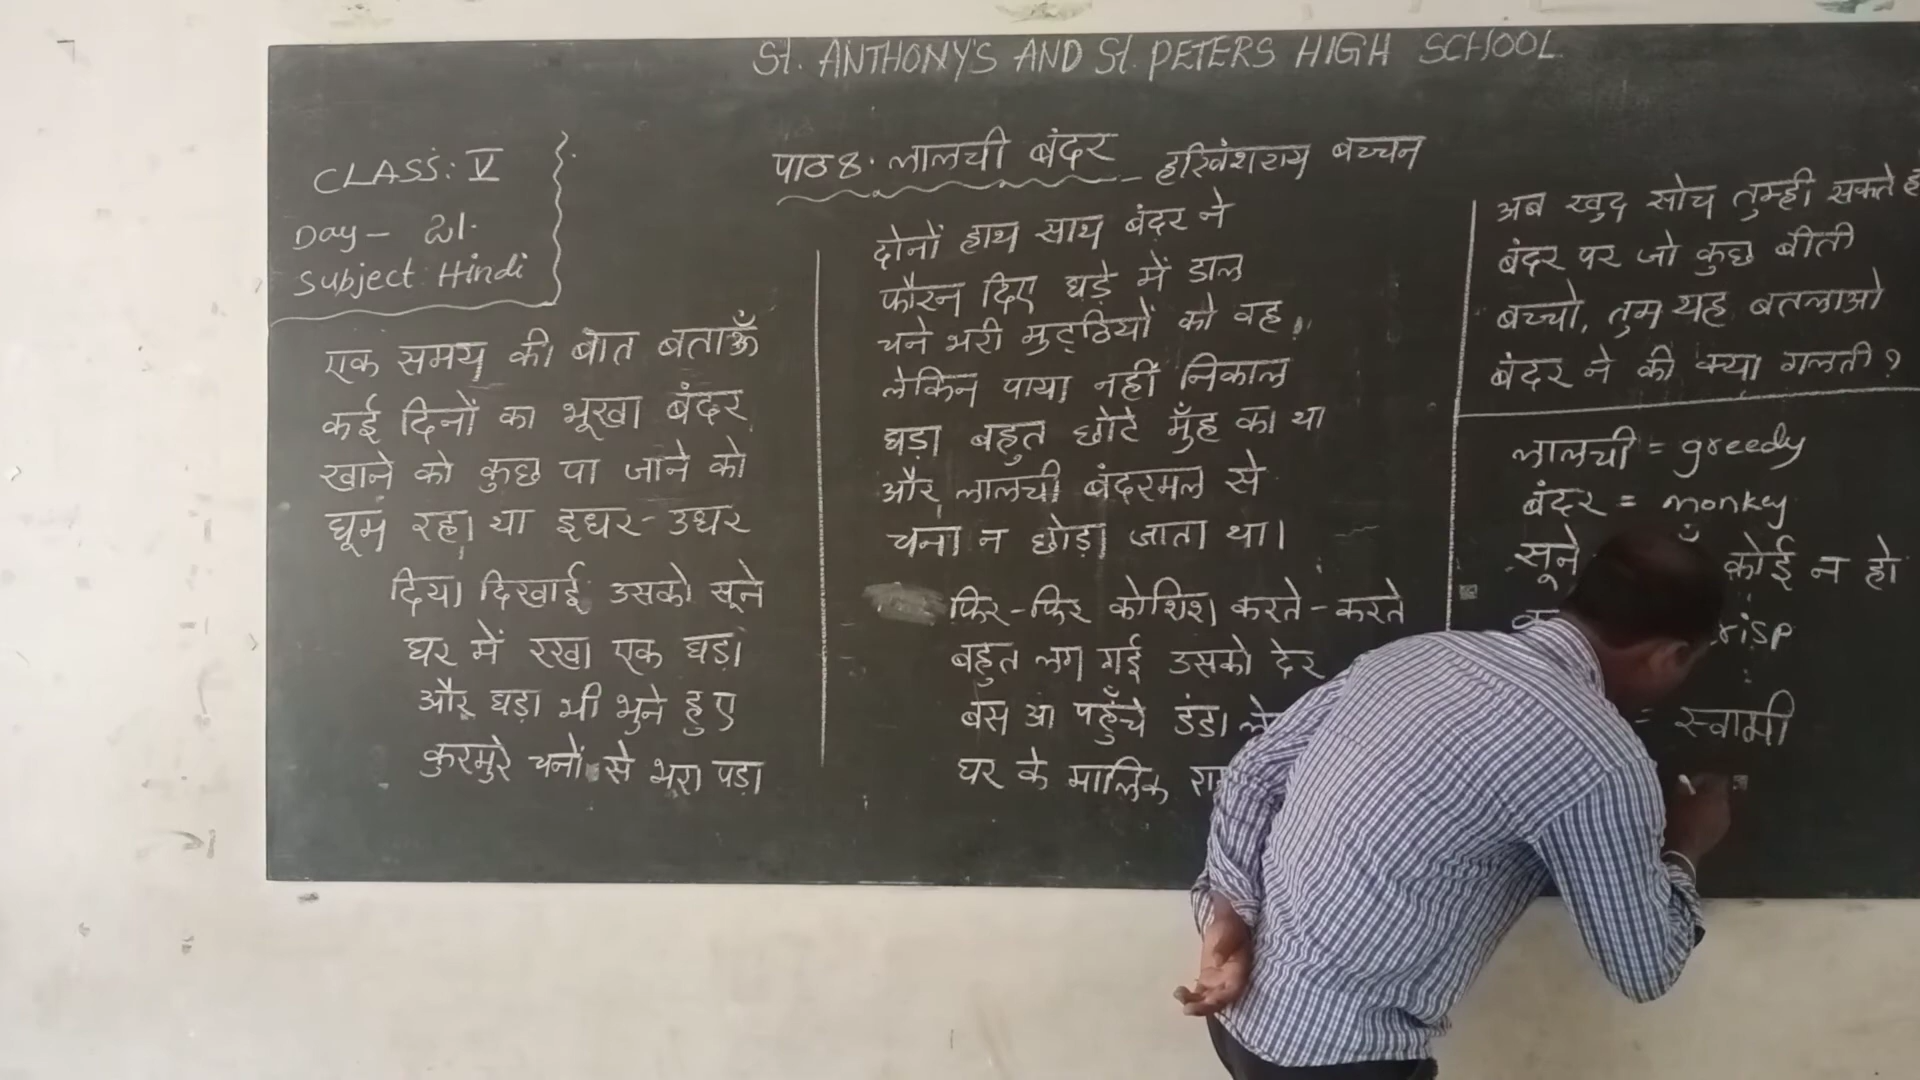 St. ANTHONY'S AND St. PETERS HIGH SCHOOL
CLASS: V
Day - 21.
Subject: Hindi
पाठ 8. लालची बंदर - हरिवंशराय बच्चन
एक समय की बात बताऊँ
कई दिनों का भूखा बंदर
खाने को कुछ पा जाने को
घूम रहा था इधर-उधर
दिया दिखाई उसको सूने
घर में रखा एक घड़ा
और घड़ा भी भुने हुए
कुरमुरे चनों से भरा पड़ा
दोनों हाथ साथ बंदर ने
फौरन दिए घड़े में डाल
चने भरी मुट्ठियों को वह
लेकिन पाया नहीं निकाल
घड़ा बहुत छोटे मुँह का था
और लालची बंदरमल से
चना न छोड़ा जाता था।
फिर-फिर कोशिश करते-करते
बहुत लग गई उसको देर
बस आ पहुँचे डंडा
घर के मालिक
अब खुद सोच तुम्ही सकते
बंदर पर जो कुछ बीती
बच्चो, तुम यह बतलाओ
बंदर ने की क्या गलती?
लालची = greedy
बंदर = monkey
सूने कोई न हो
= स्वामी